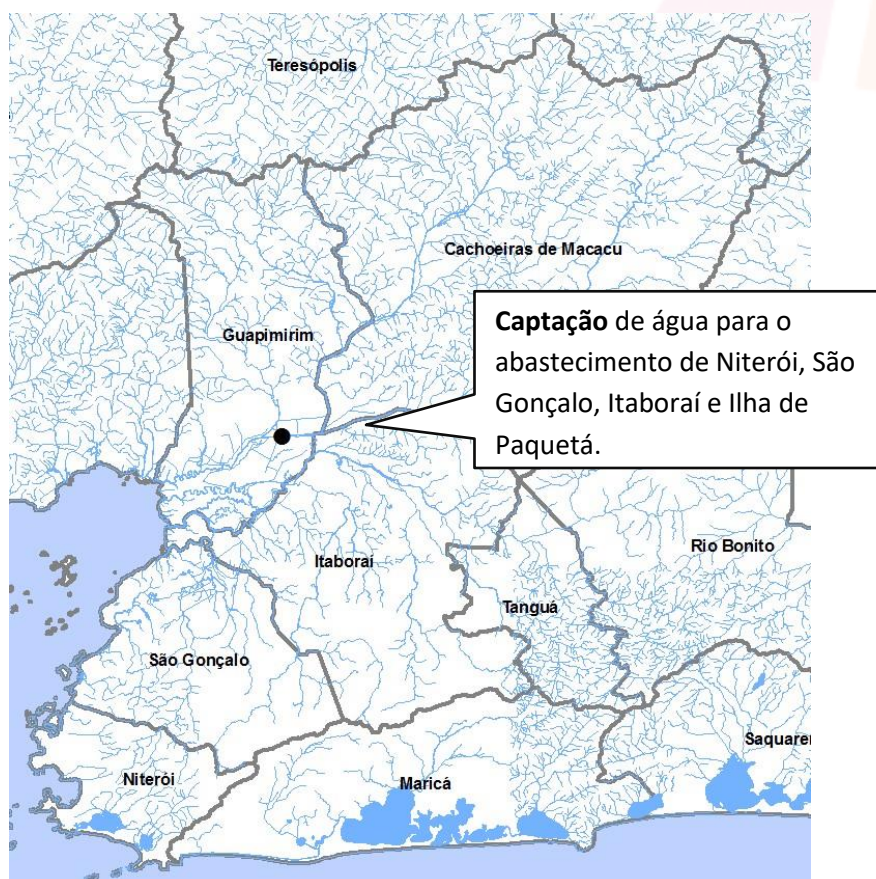 Teresópolis
Cachoeiras de Macacu
Guapimirim
Captação de água para o
abastecimento de Niterói, São
Gonçalo, Itaboraí e Ilha de
Paquetá.
Rio Bonito
Itaboraí
Tanguá
São Gonçalo
Saquarer
Niterói
Maricá